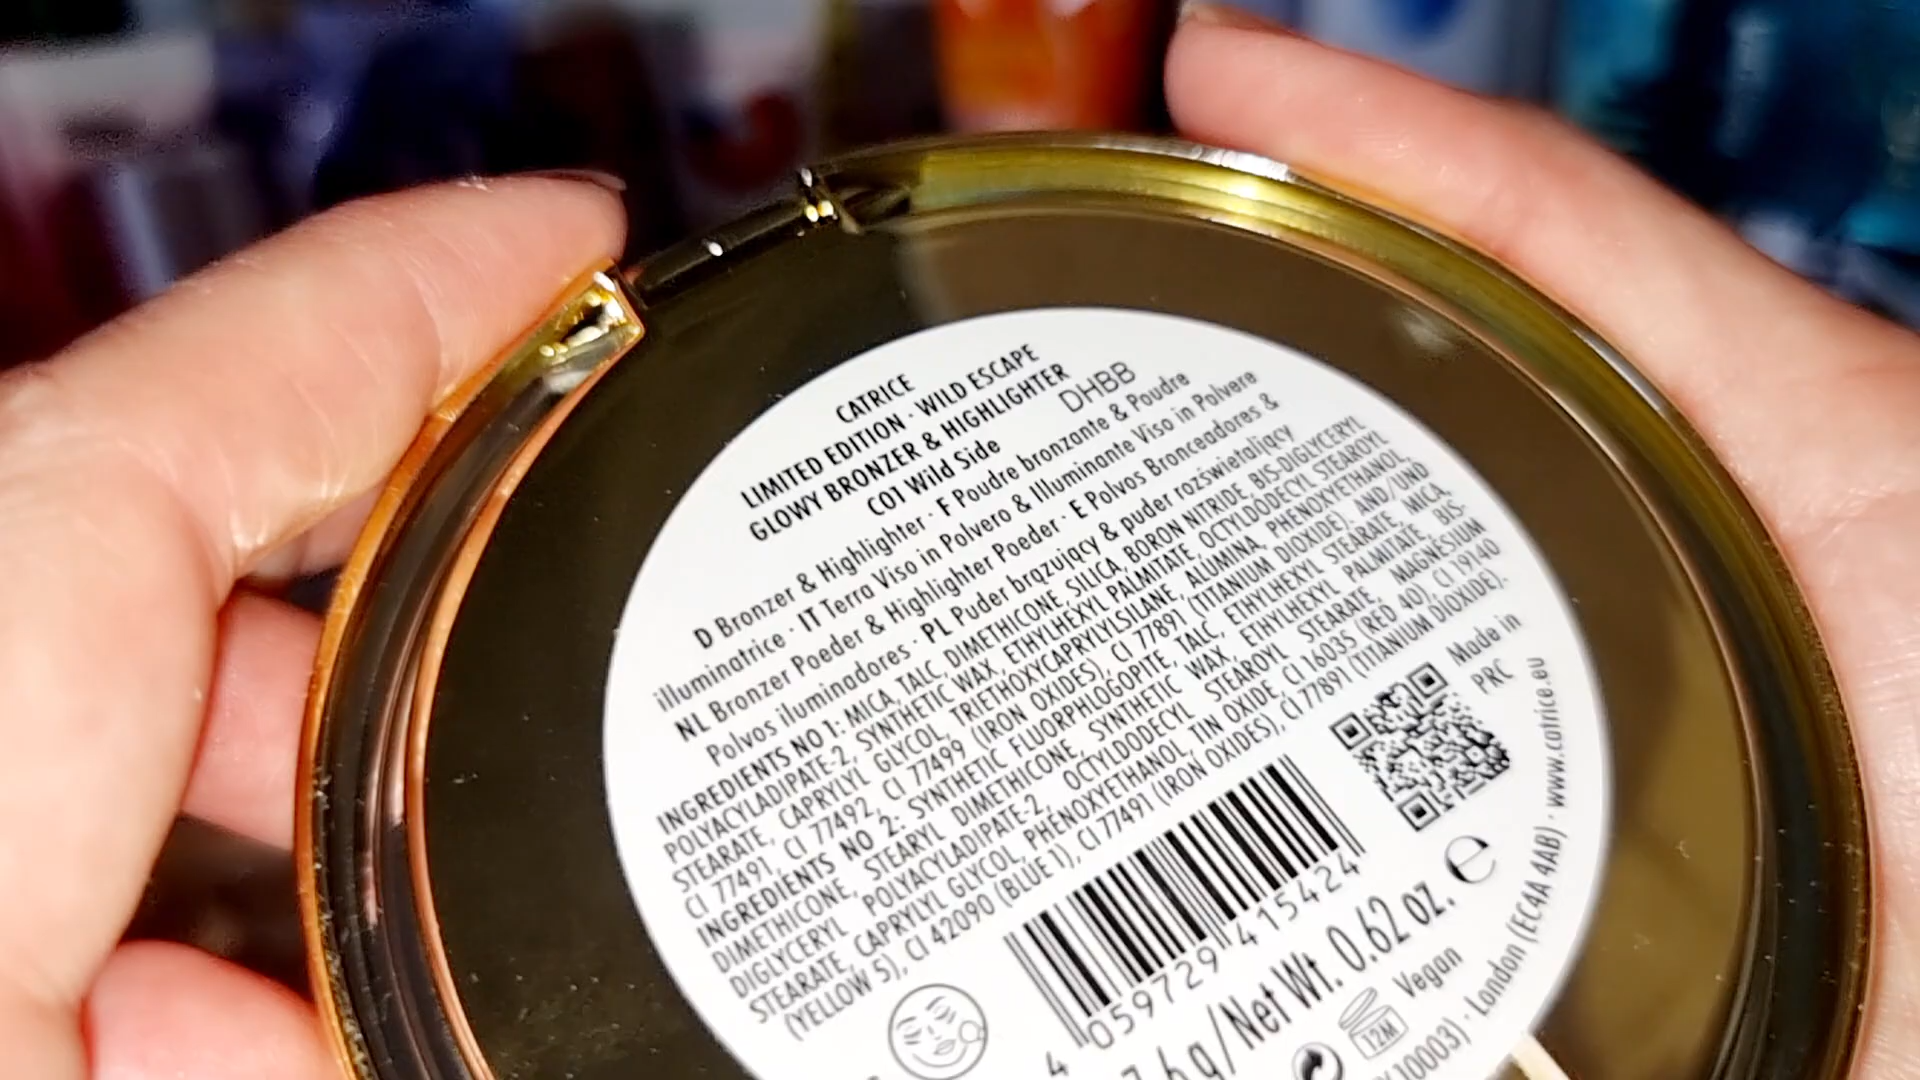 CATRICE
LIMITED EDITION · WILD ESCAPE
GLOWY BRONZER & HIGHLIGHTER
C01 Wild Side
DHBB
D Bronzer & Highlighter · F Poudre bronzante & Poudre
illuminatrice · IT Terra Viso in Polvero & Illuminante Viso in Polvere
NL Bronzer Poeder & Highlighter Poeder · E Polvos Bronceadores &
Polvos iluminadores · PL Puder brązujący & puder rozświetlający
INGREDIENTS NO 1: MICA, TALC, DIMETHICONE, SILICA, BORON NITRIDE, BIS-DIGLYCERYL
POLYACYLADIPATE-2, SYNTHETIC WAX, ETHYLHEXYL PALMITATE, OCTYLDODECYL STEAROYL
STEARATE, CAPRYLYL GLYCOL, TRIETHOXYCAPRYLYLSILANE, ALUMINA, PHENOXYETHANOL,
CI 77491, CI 77492, CI 77499 (IRON OXIDES), CI 77891 (TITANIUM DIOXIDE). AND/UND
INGREDIENTS NO 2: SYNTHETIC FLUORPHLOGOPITE, TALC, ETHYLHEXYL STEARATE, MICA,
DIMETHICONE, STEARYL DIMETHICONE, SYNTHETIC WAX, ETHYLHEXYL PALMITATE, BIS-
DIGLYCERYL POLYACYLADIPATE-2, OCTYLDODECYL STEAROYL STEARATE, MAGNESIUM
STEARATE, CAPRYLYL GLYCOL, PHENOXYETHANOL, TIN OXIDE, CI 16035 (RED 40), CI 19140
(YELLOW 5), CI 42090 (BLUE 1), CI 77491 (IRON OXIDES), CI 77891 (TITANIUM DIOXIDE).
Made in
PRC
4 059729 415424
7.6g/Net Wt. 0.62 oz. ℮
12M
Vegan
10003) · London (EC4A 4AB) · www.catrice.eu